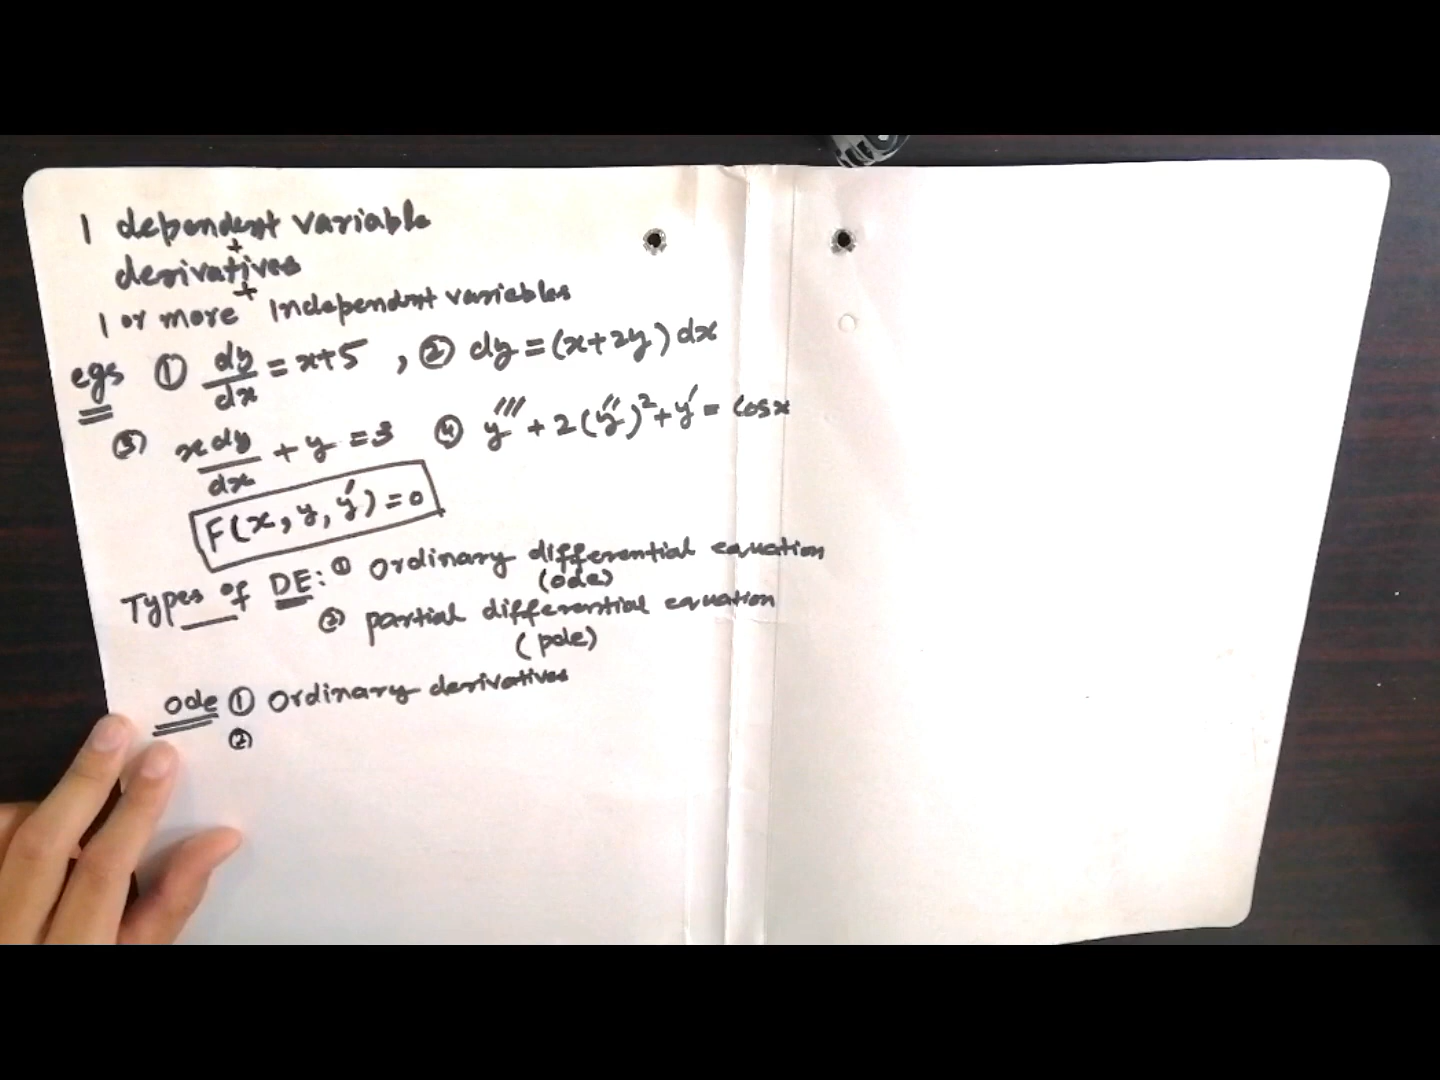 1 dependent variable
+
derivatives
+
1 or more Independent variables
egs ① dy/dx = x+5 , ② dy = (x+2y) dx
③ x dy/dx + y = 3 ④ y''' + 2(y'')² + y' = cosx
F(x, y, y') = 0
Types of DE: ① Ordinary differential equation
(ode)
② partial differential equation
(pde)
ode ① Ordinary derivatives
②